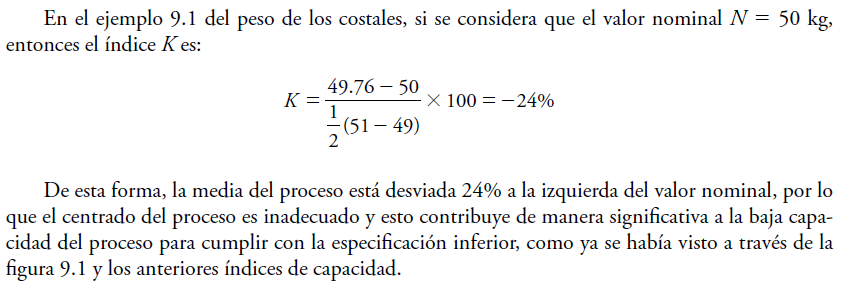 En el ejemplo 9.1 del peso de los costales, si se considera que el valor nominal N = 50 kg,
entonces el índice K es:
K = \frac{49.76 − 50}{\frac{1}{2}(51 − 49)} × 100 = −24%
De esta forma, la media del proceso está desviada 24% a la izquierda del valor nominal, por lo
que el centrado del proceso es inadecuado y esto contribuye de manera significativa a la baja capa-
cidad del proceso para cumplir con la especificación inferior, como ya se había visto a través de la
figura 9.1 y los anteriores índices de capacidad.